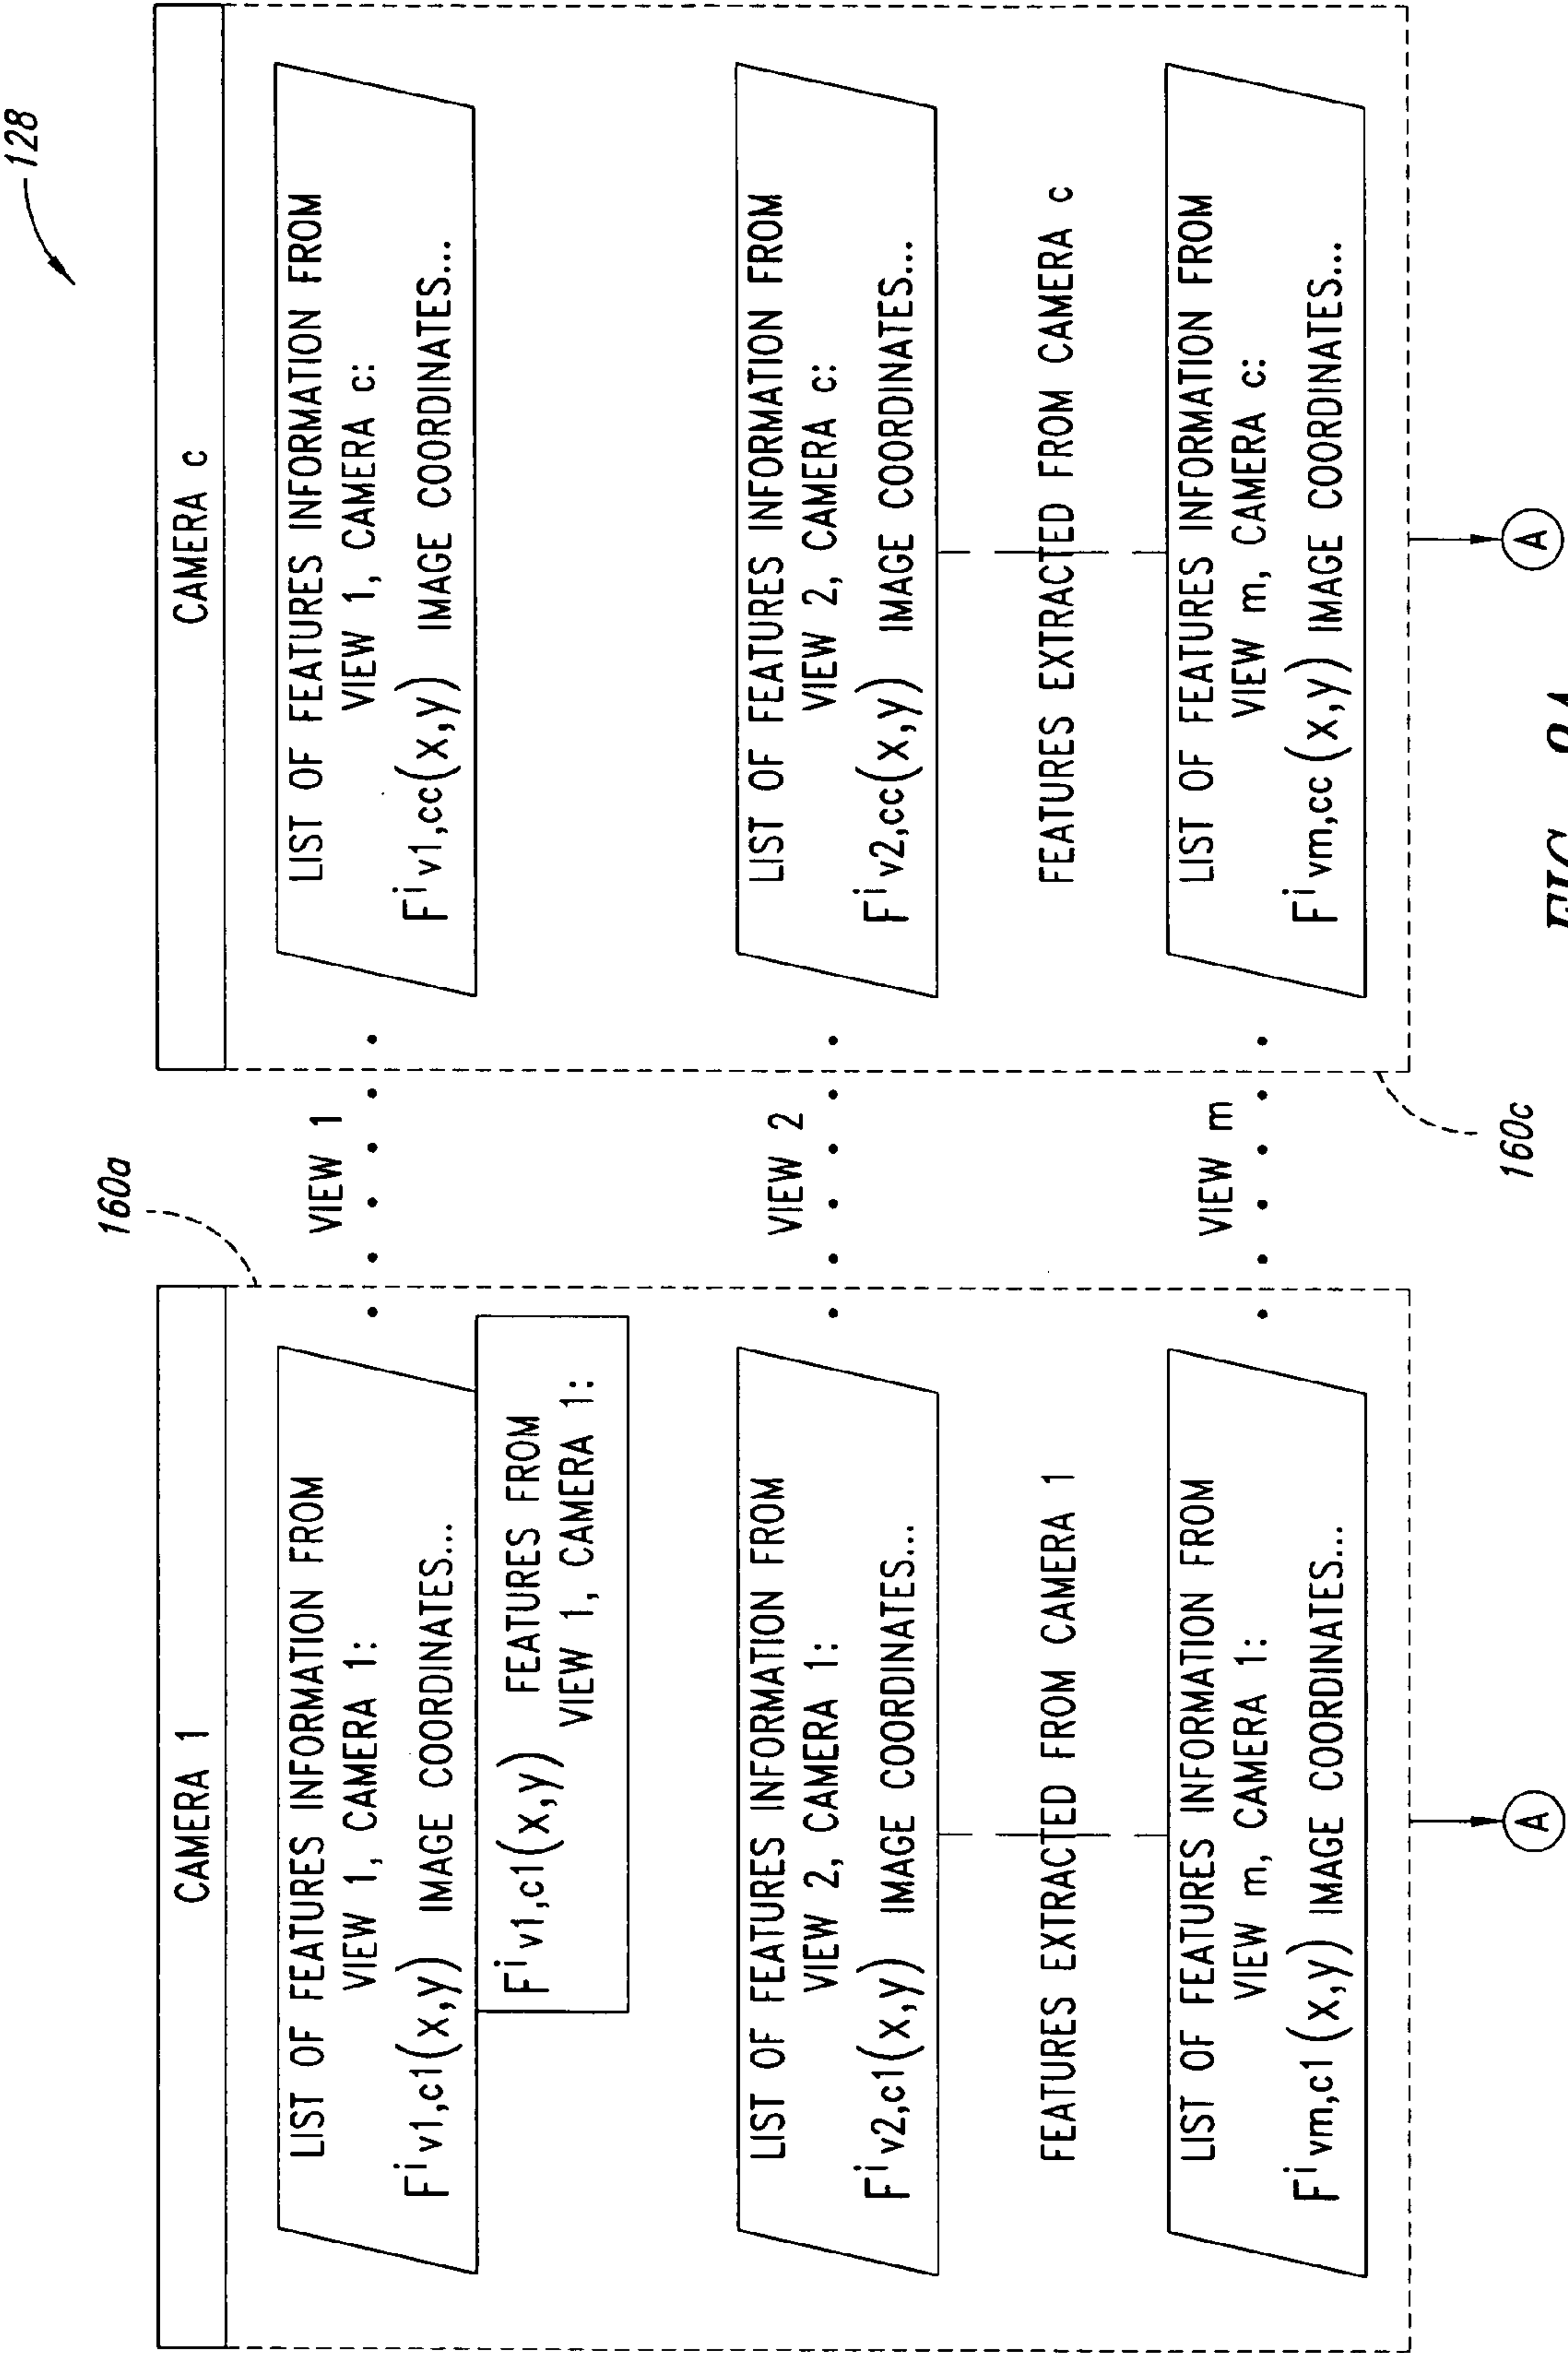 128
160a
CAMERA 1
LIST OF FEATURES INFORMATION FROM
VIEW 1, CAMERA 1:
Fⁱv1,c1(x,y) IMAGE COORDINATES...
Fⁱv1,c1(x,y) FEATURES FROM
VIEW 1, CAMERA 1:
LIST OF FEATURES INFORMATION FROM
VIEW 2, CAMERA 1:
Fⁱv2,c1(x,y) IMAGE COORDINATES...
FEATURES EXTRACTED FROM CAMERA 1
LIST OF FEATURES INFORMATION FROM
VIEW m, CAMERA 1:
Fⁱvm,c1(x,y) IMAGE COORDINATES...
A
VIEW 1
VIEW 2
VIEW m
CAMERA c
LIST OF FEATURES INFORMATION FROM
VIEW 1, CAMERA c:
Fⁱv1,cc(x,y) IMAGE COORDINATES...
LIST OF FEATURES INFORMATION FROM
VIEW 2, CAMERA c:
Fⁱv2,cc(x,y) IMAGE COORDINATES...
FEATURES EXTRACTED FROM CAMERA c
LIST OF FEATURES INFORMATION FROM
VIEW m, CAMERA c:
Fⁱvm,cc(x,y) IMAGE COORDINATES...
160c
A
FIG.